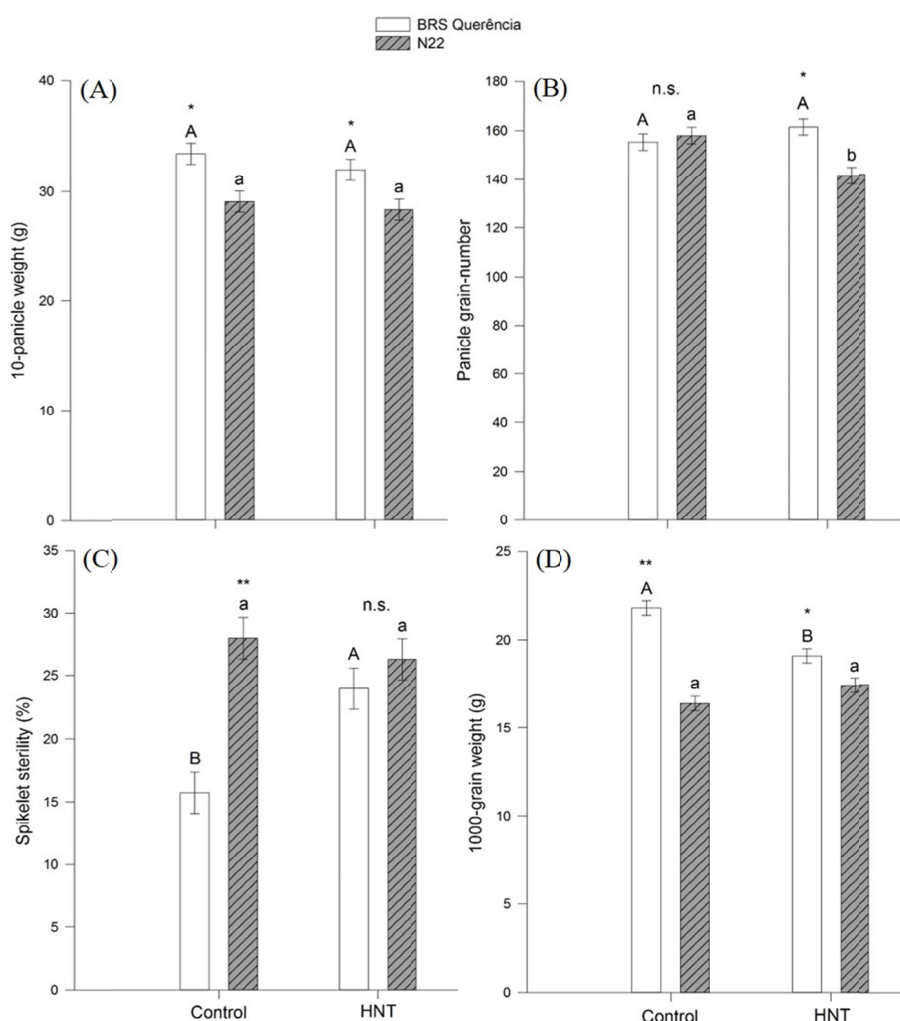 BRS Querência
N22
(A)
40
30
20
10
0
10-panicle weight (g)
*
A
a
*
A
a
(B)
180
160
140
120
100
80
60
40
20
0
Panicle grain-number
n.s.
A
a
*
A
b
(C)
35
30
25
20
15
10
5
0
Spikelet sterility (%)
B
**
a
n.s.
A
a
Control
HNT
(D)
25
20
15
10
5
0
1000-grain weight (g)
**
A
a
*
B
a
Control
HNT